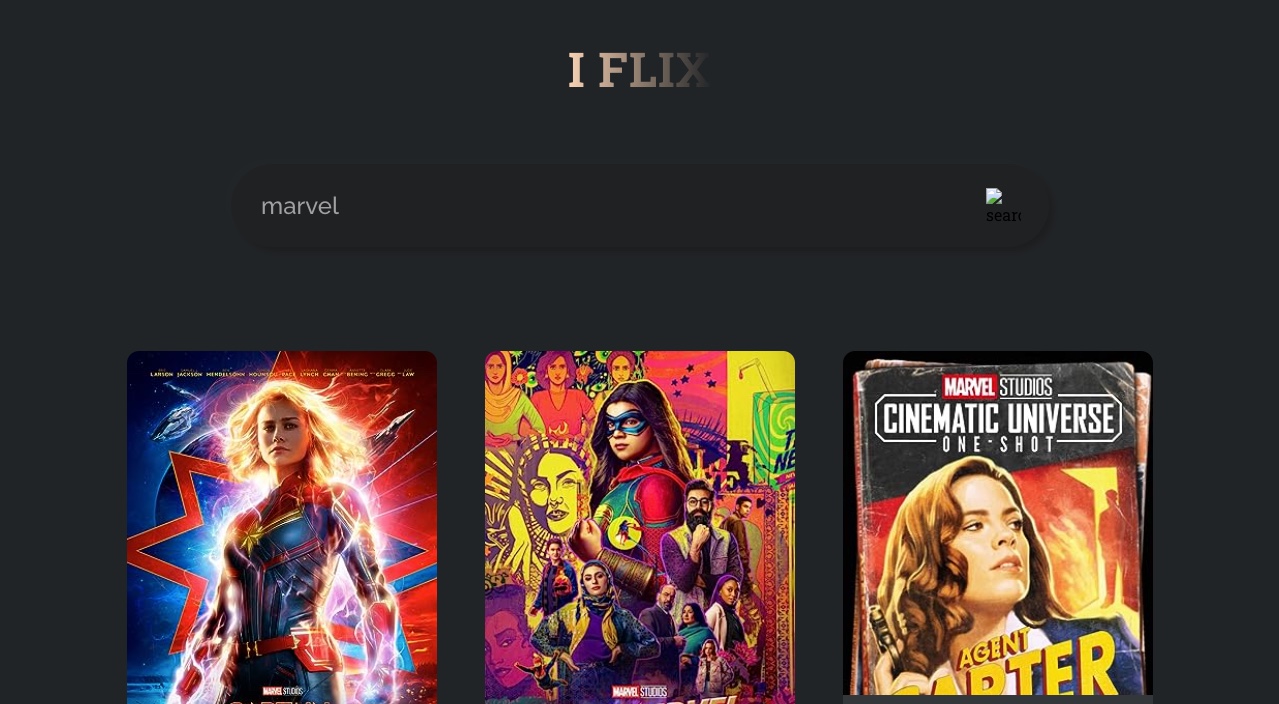 I FLIX
marvel
searc
LARSON JACKSON MENDELSOHN HOUNSOU PACE LYNCH CHAN BENING GREGG LAW
MARVEL STUDIOS
CINEMATIC UNIVERSE
ONE-SHOT
AGENT
CARTER
MARVEL STUDIOS
MARVEL STUDIOS